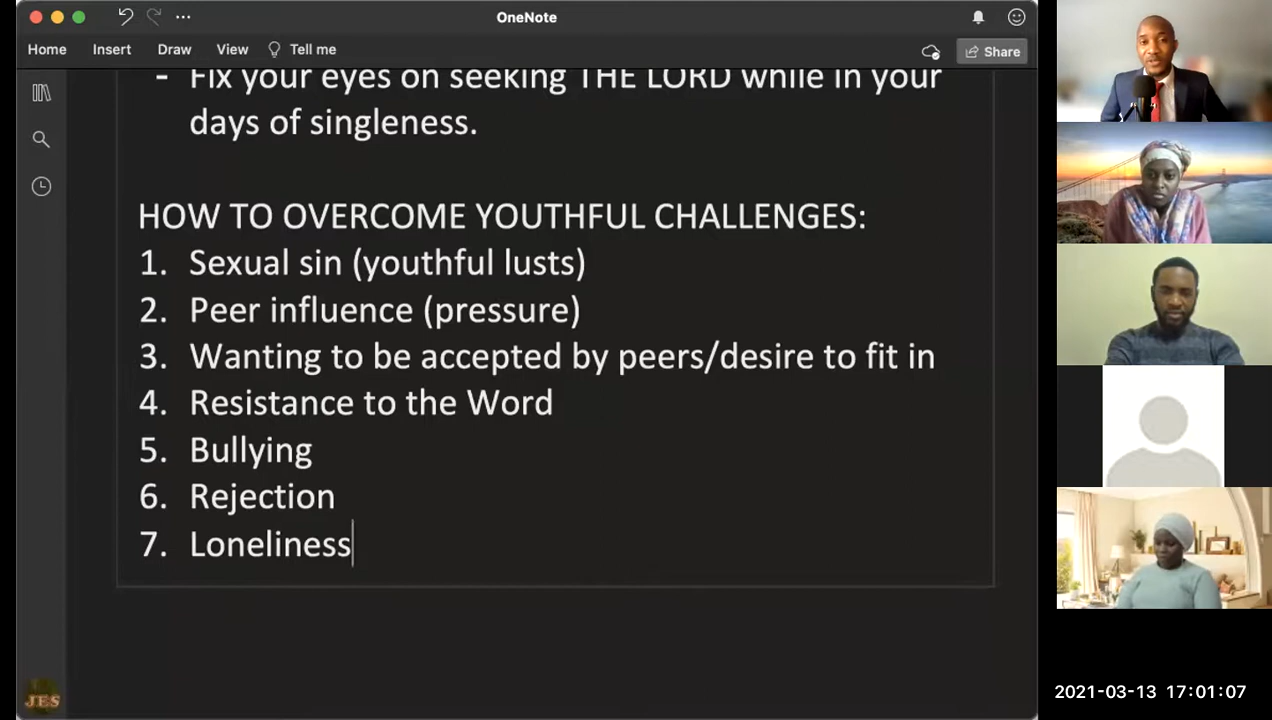 OneNote
Home Insert Draw View Tell me Share
- Fix your eyes on seeking THE LORD while in your
days of singleness.
HOW TO OVERCOME YOUTHFUL CHALLENGES:
1. Sexual sin (youthful lusts)
2. Peer influence (pressure)
3. Wanting to be accepted by peers/desire to fit in
4. Resistance to the Word
5. Bullying
6. Rejection
7. Loneliness
JES
2021-03-13 17:01:07